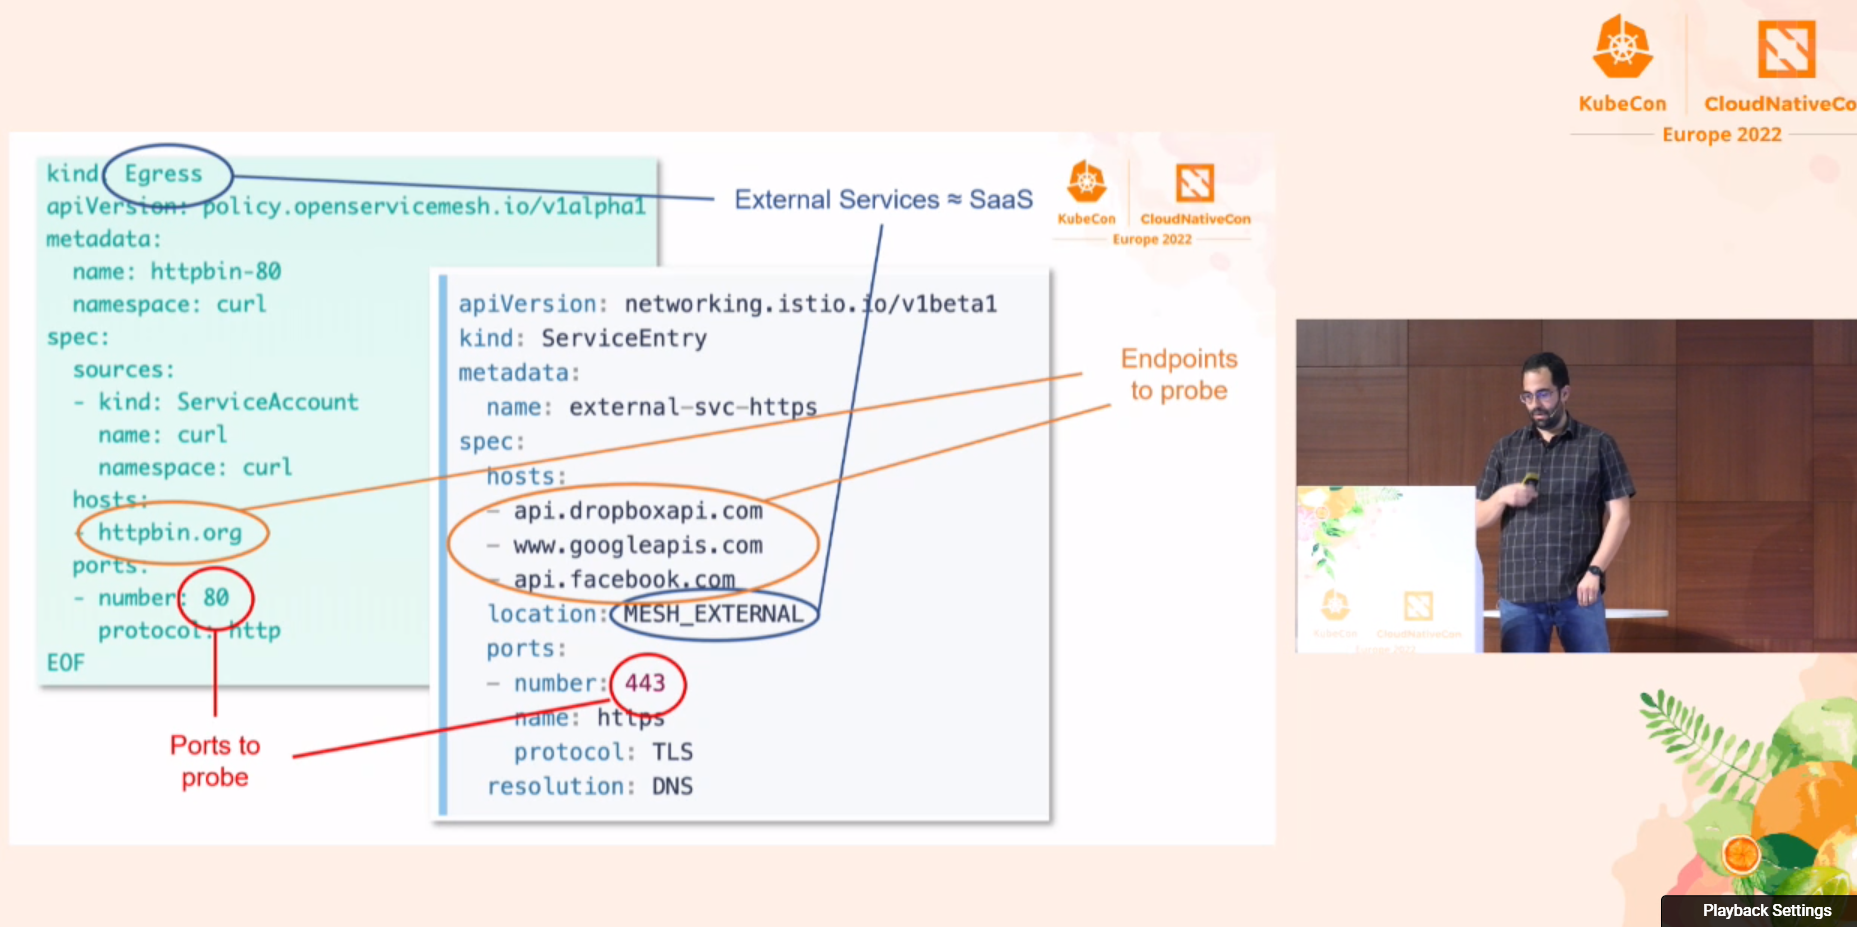 KubeCon
CloudNativeCo
Europe 2022
kind Egress
apiVersion: policy.openservicemesh.io/v1alpha1
metadata:
name: httpbin-80
namespace: curl
spec:
sources:
- kind: ServiceAccount
name: curl
namespace: curl
hosts:
- httpbin.org
ports:
- number: 80
protocol: http
EOF
External Services ≈ SaaS
KubeCon
CloudNativeCon
Europe 2022
apiVersion: networking.istio.io/v1beta1
kind: ServiceEntry
metadata:
name: external-svc-https
spec:
hosts:
- api.dropboxapi.com
- www.googleapis.com
- api.facebook.com
location: MESH_EXTERNAL
ports:
- number: 443
name: https
protocol: TLS
resolution: DNS
Endpoints
to probe
Ports to
probe
KubeCon
CloudNativeCon
Europe 2022
Playback Settings